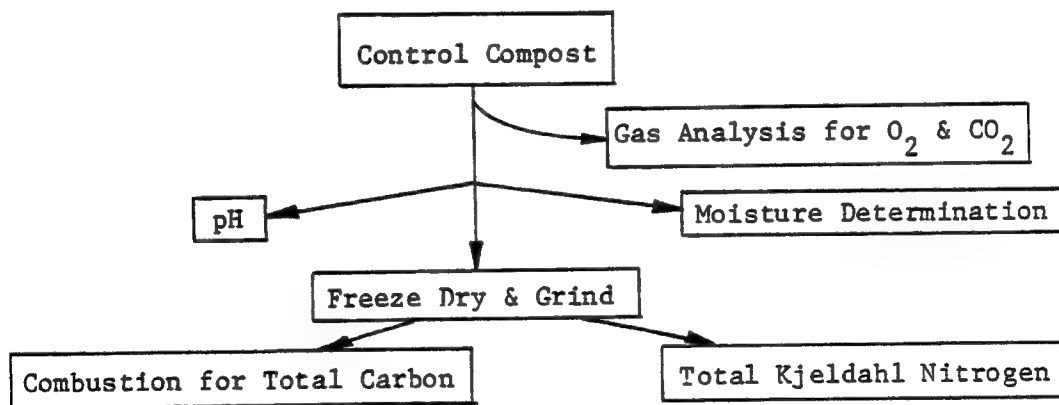 Control Compost
Gas Analysis for O2 & CO2
pH
Moisture Determination
Freeze Dry & Grind
Combustion for Total Carbon
Total Kjeldahl Nitrogen